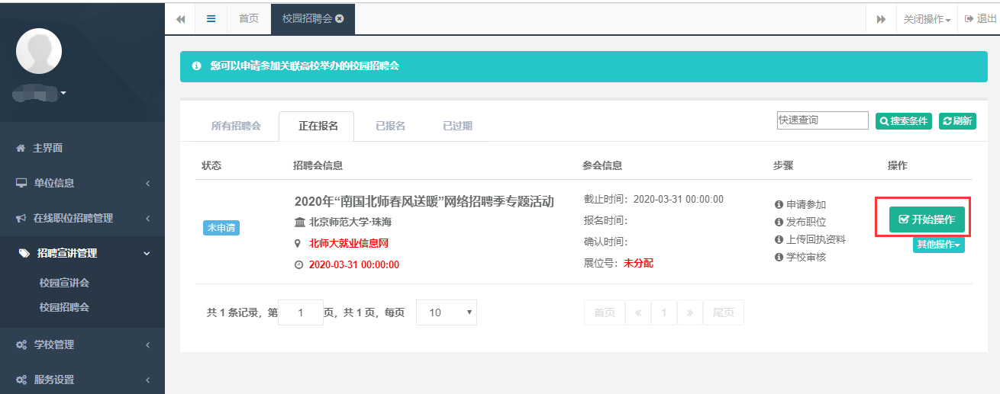 首页
校园招聘会
关闭操作
退出
您可以申请参加关联高校举办的校园招聘会
主界面
单位信息
在线职位招聘管理
招聘宣讲管理
校园宣讲会
校园招聘会
学校管理
服务设置
所有招聘会
正在报名
已报名
已过期
快速查询
搜索条件
刷新
状态
招聘会信息
参会信息
步骤
操作
未申请
2020年“南国北师春风送暖”网络招聘季专题活动
北京师范大学·珠海
北师大就业信息网
2020-03-31 00:00:00
截止时间：2020-03-31 00:00:00
报名时间：
确认时间：
展位号：未分配
申请参加
发布职位
上传回执资料
学校审核
开始操作
其他操作
共 1 条记录，第 1 页，共 1 页，每页 10
首页 « 1 » 尾页